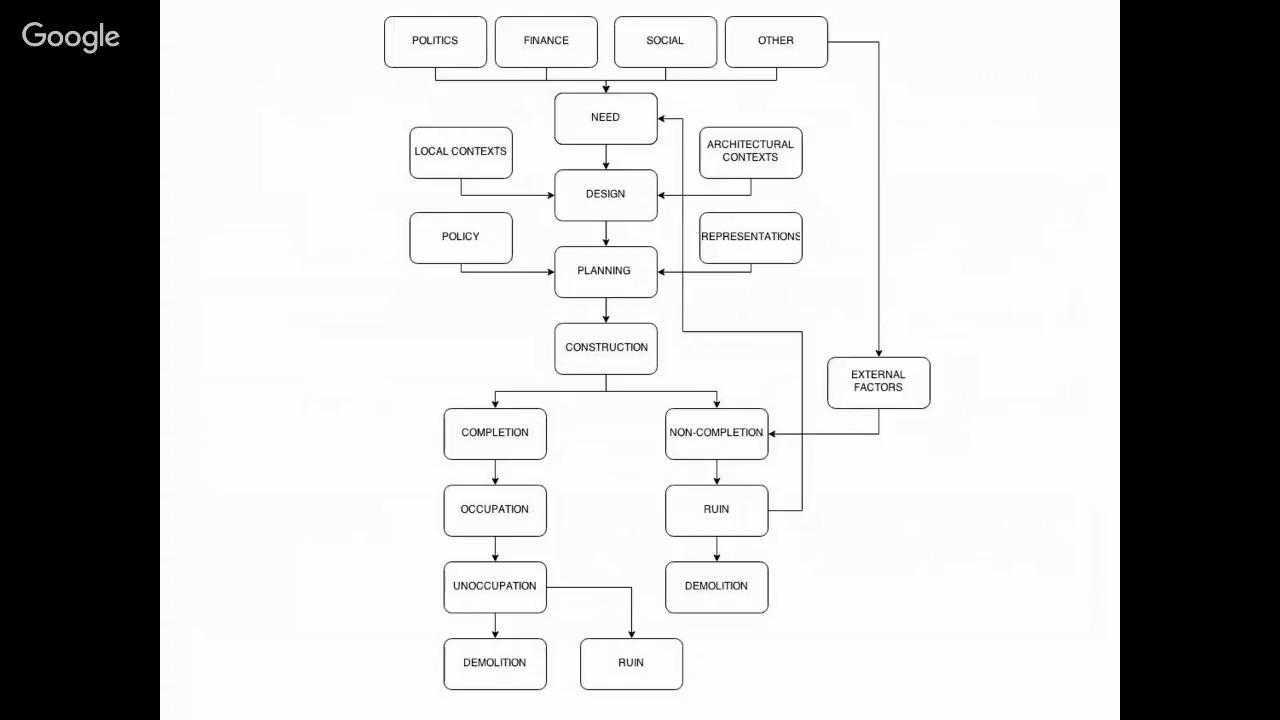 Google
POLITICS
FINANCE
SOCIAL
OTHER
NEED
LOCAL CONTEXTS
ARCHITECTURAL
CONTEXTS
DESIGN
POLICY
REPRESENTATIONS
PLANNING
CONSTRUCTION
EXTERNAL
FACTORS
COMPLETION
NON-COMPLETION
OCCUPATION
RUIN
UNOCCUPATION
DEMOLITION
DEMOLITION
RUIN